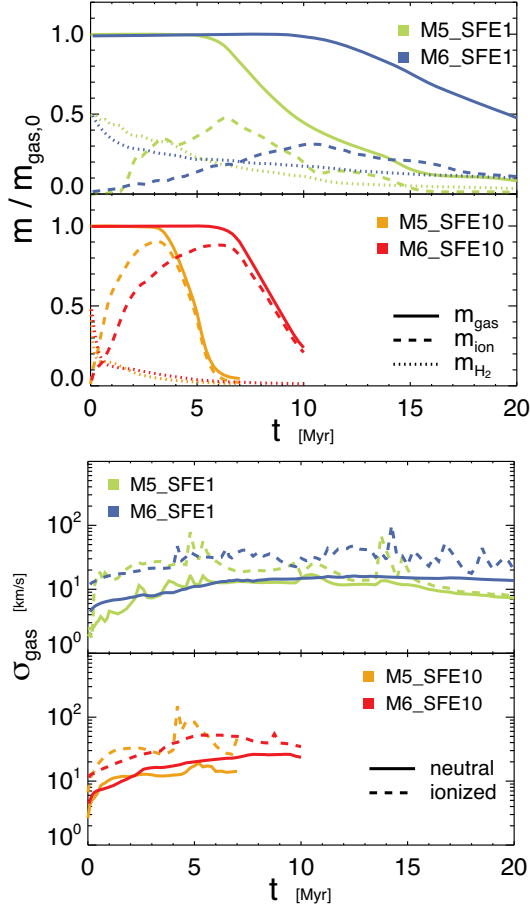 1.0
M5_SFE1
M6_SFE1
0.5
0.0
m / m_gas,0
1.0
M5_SFE10
M6_SFE10
0.5
m_gas
m_ion
m_H2
0.0
0 5 10 15 20
t [Myr]
M5_SFE1
M6_SFE1
10^2
10^1
10^0
σ_gas [km/s]
M5_SFE10
M6_SFE10
10^2
neutral
10^1
ionized
10^0
0 5 10 15 20
t [Myr]